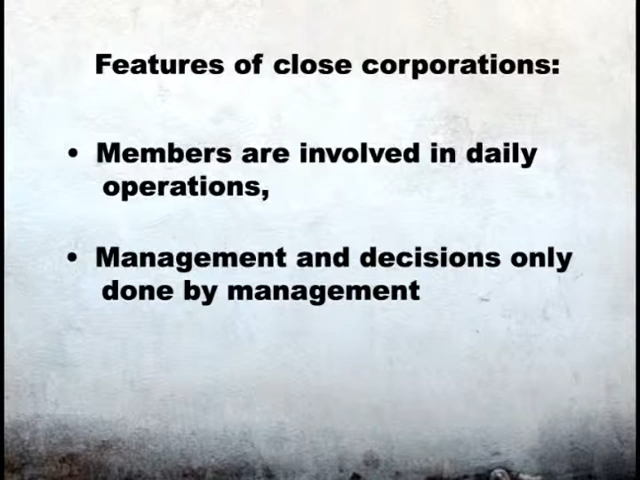 Features of close corporations:
• Members are involved in daily
operations,
• Management and decisions only
done by management